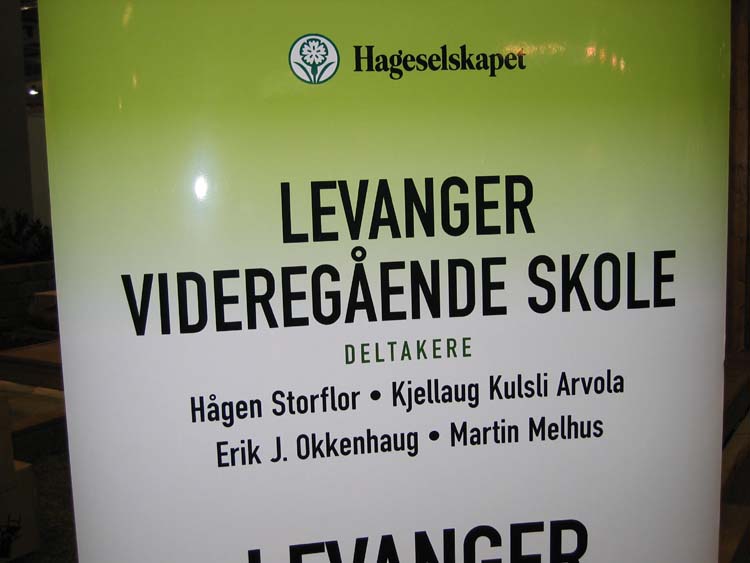 Hageselskapet
LEVANGER
VIDEREGÅENDE SKOLE
DELTAKERE
Hågen Storflor • Kjellaug Kulsli Arvola
Erik J. Okkenhaug • Martin Melhus
LEVANGER